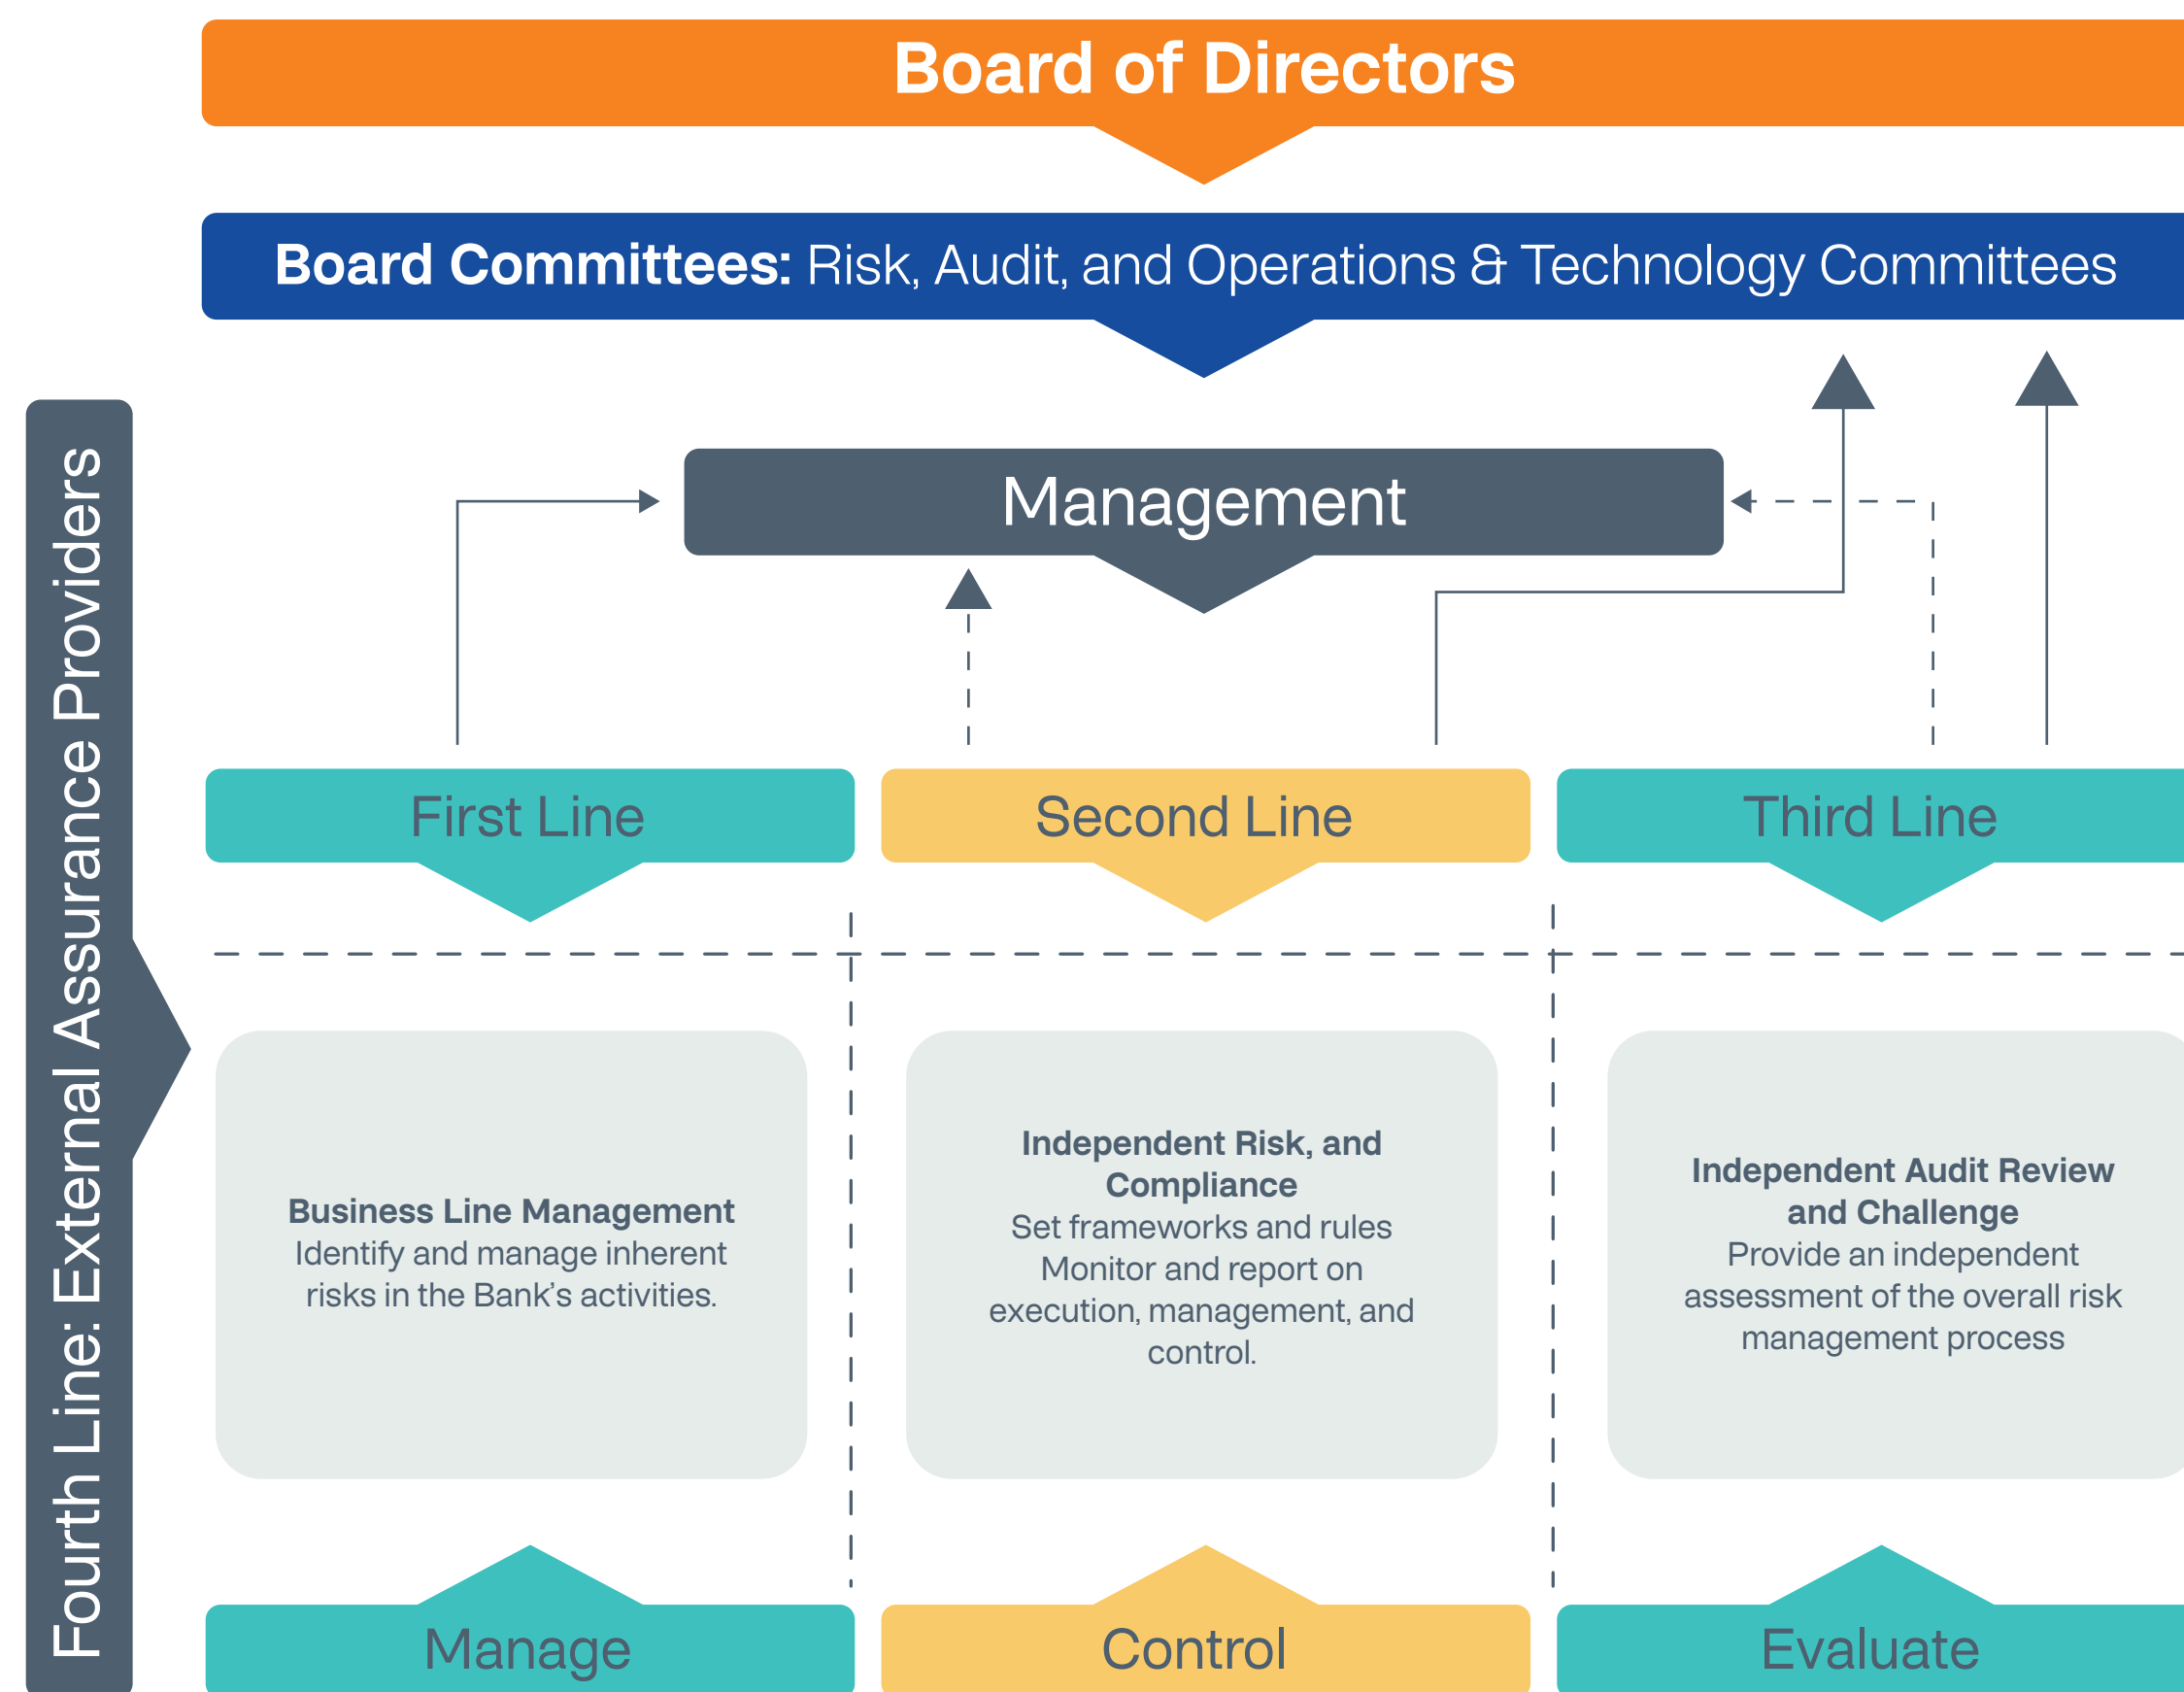 Board of Directors
Board Committees: Risk, Audit, and Operations & Technology Committees
Management
Fourth Line: External Assurance Providers
First Line
Second Line
Third Line
Business Line Management
Identify and manage inherent
risks in the Bank’s activities.
Independent Risk, and
Compliance
Set frameworks and rules
Monitor and report on
execution, management, and
control.
Independent Audit Review
and Challenge
Provide an independent
assessment of the overall risk
management process
Manage
Control
Evaluate